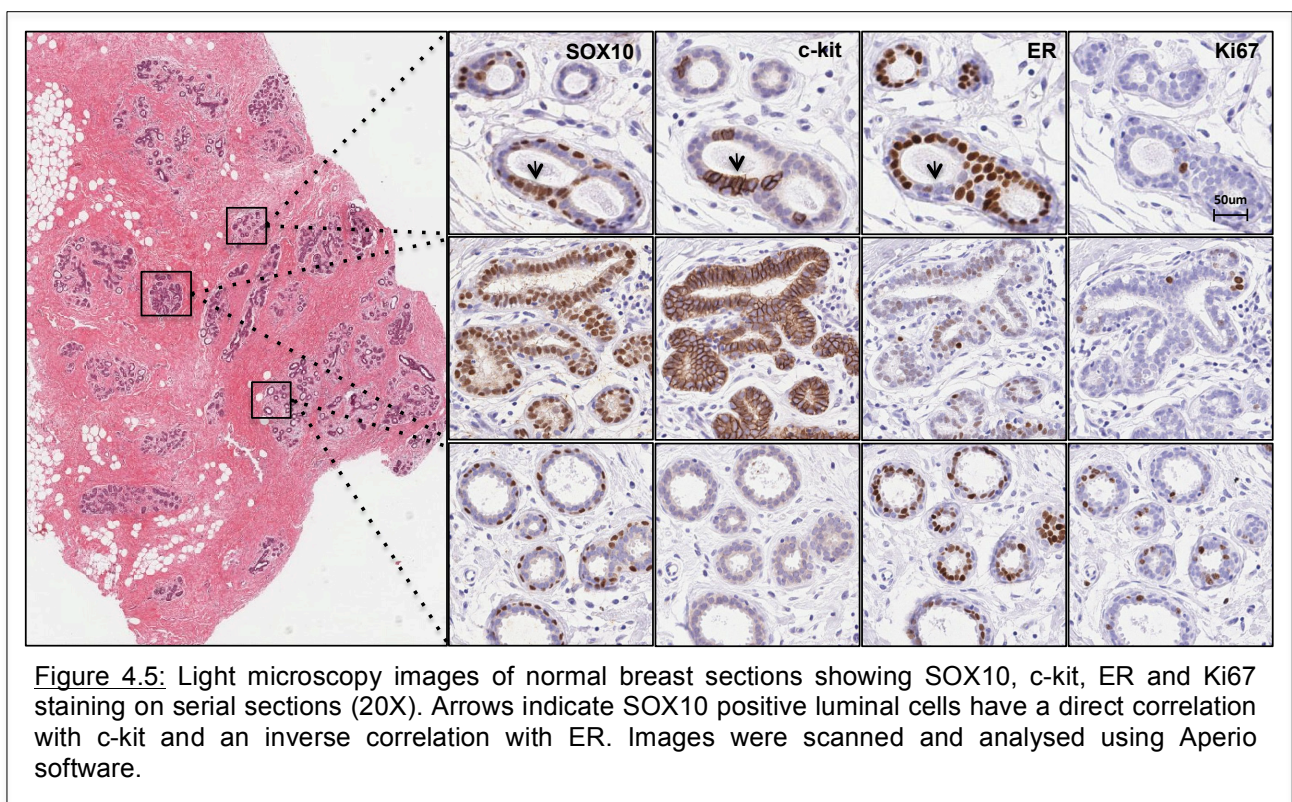 SOX10 c-kit ER Ki67
50um
Figure 4.5: Light microscopy images of normal breast sections showing SOX10, c-kit, ER and Ki67
staining on serial sections (20X). Arrows indicate SOX10 positive luminal cells have a direct correlation
with c-kit and an inverse correlation with ER. Images were scanned and analysed using Aperio
software.